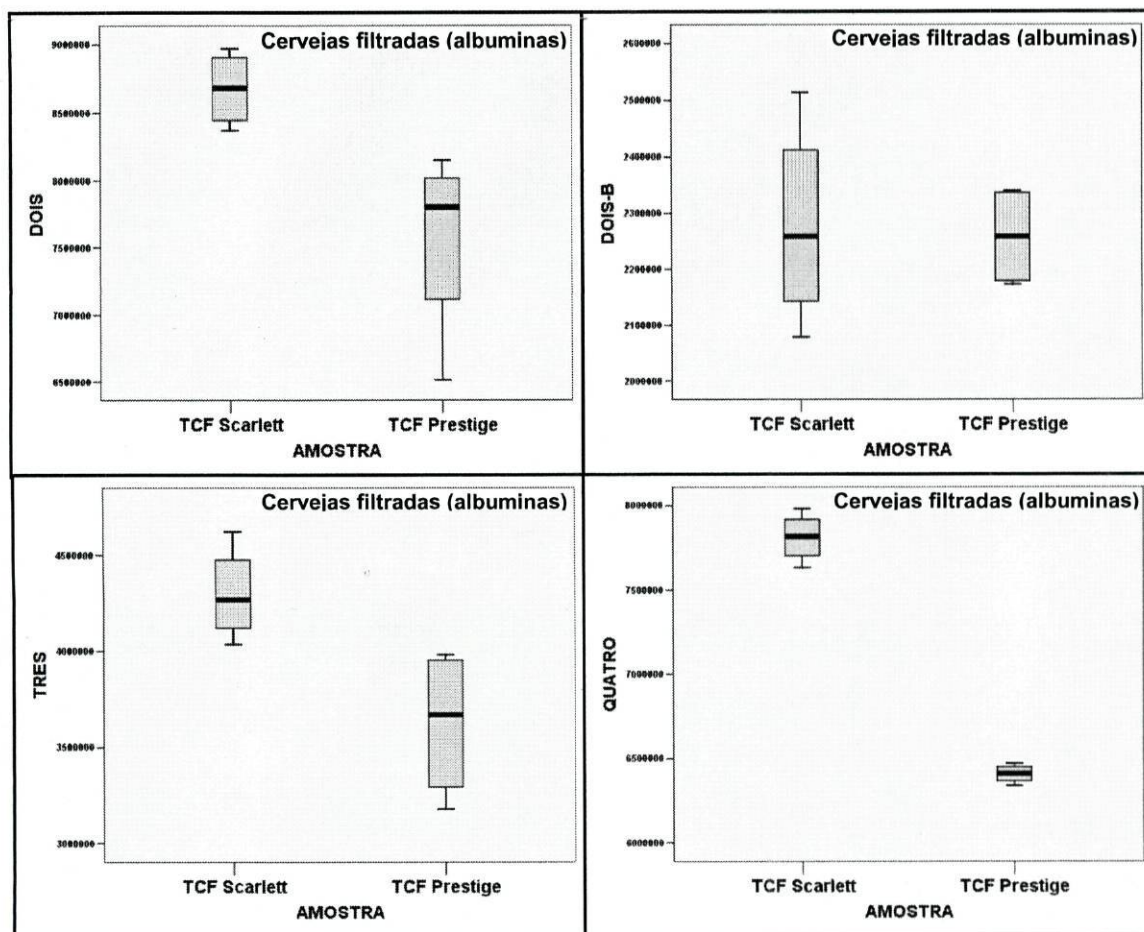 Cervejas filtradas (albuminas)
9000000
8500000
8000000
7500000
7000000
6500000
DOIS
TCF Scarlett
TCF Prestige
AMOSTRA
Cervejas filtradas (albuminas)
2600000
2500000
2400000
2300000
2200000
2100000
2000000
DOIS-B
TCF Scarlett
TCF Prestige
AMOSTRA
Cervejas filtradas (albuminas)
4500000
4000000
3500000
3000000
TRES
TCF Scarlett
TCF Prestige
AMOSTRA
Cervejas filtradas (albuminas)
8000000
7500000
7000000
6500000
6000000
QUATRO
TCF Scarlett
TCF Prestige
AMOSTRA